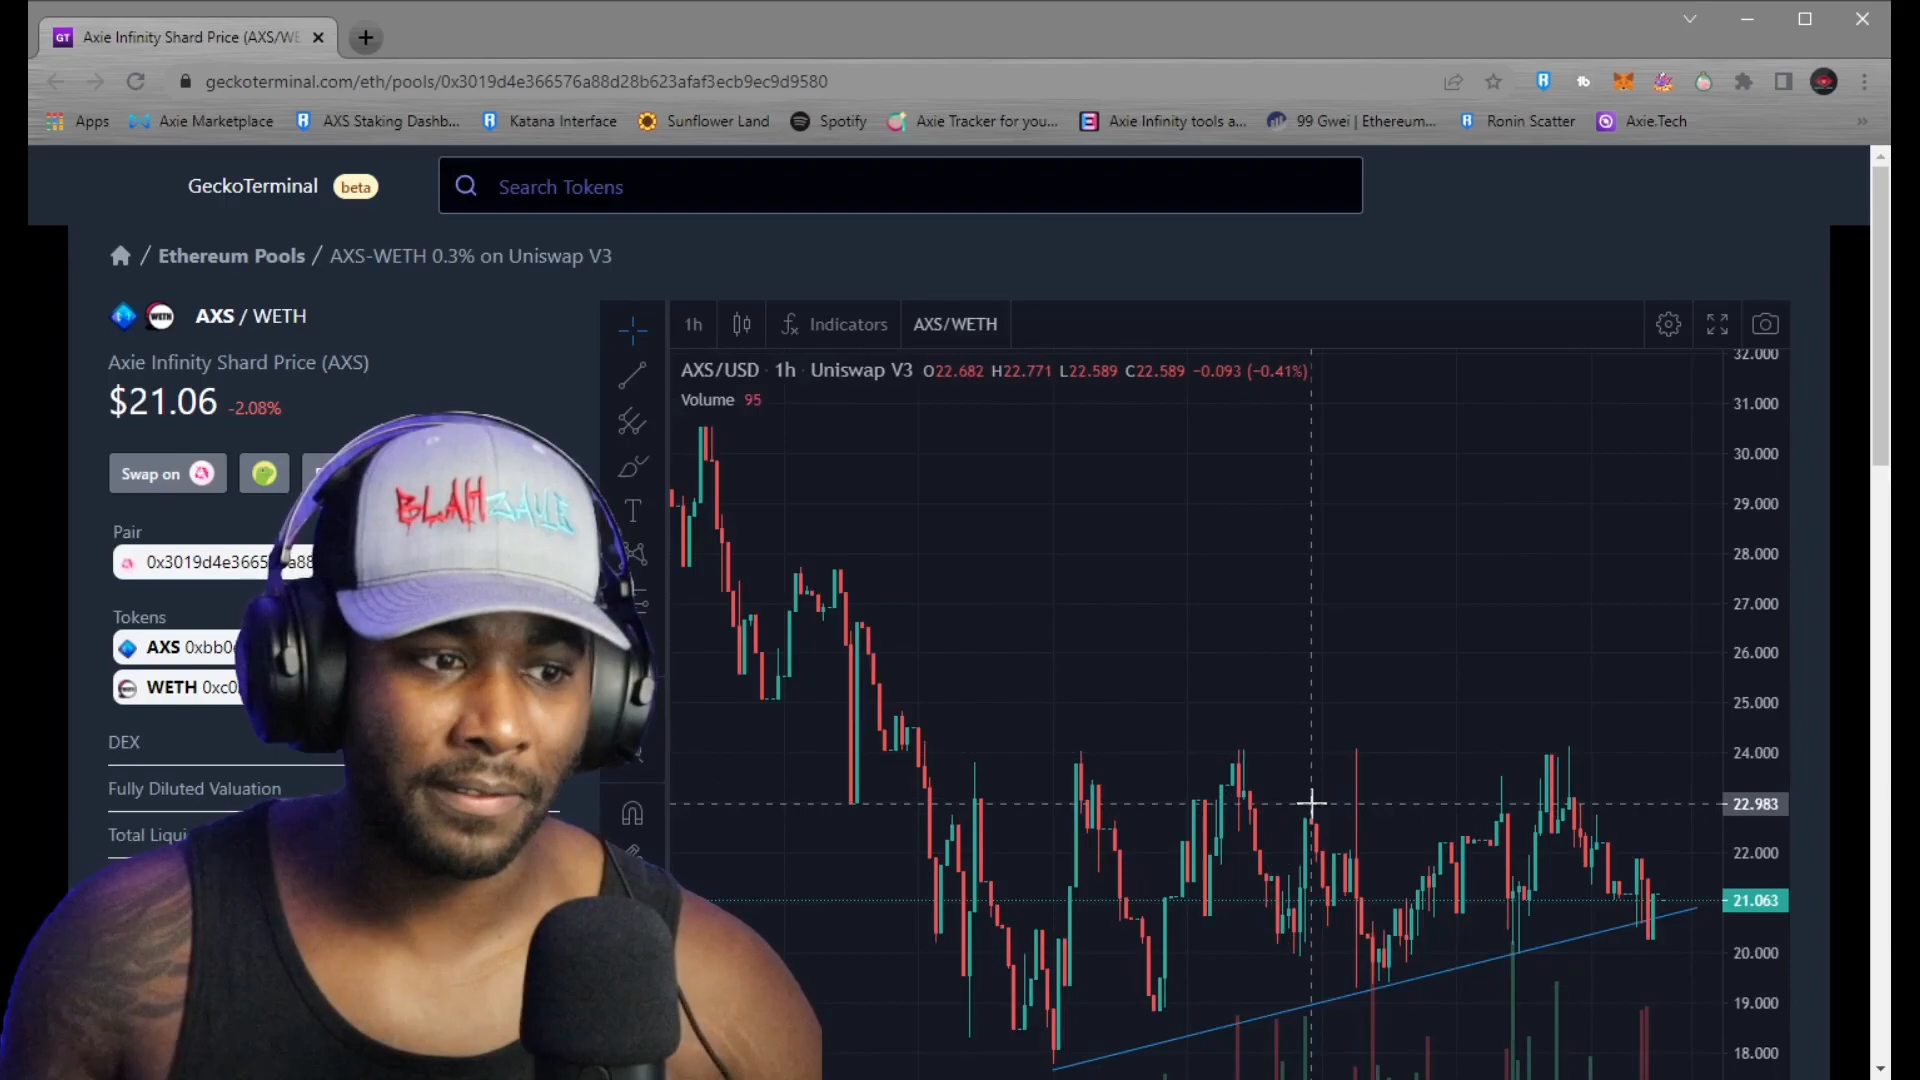 Axie Infinity Shard Price (AXS/WE
geckoterminal.com/eth/pools/0x3019d4e366576a88d28b623afaf3ecb9ec9d9580
Apps Axie Marketplace AXS Staking Dashb... Katana Interface Sunflower Land Spotify Axie Tracker for you... Axie Infinity tools a... 99 Gwei | Ethereum... Ronin Scatter Axie.Tech
GeckoTerminal beta Search Tokens
/ Ethereum Pools / AXS-WETH 0.3% on Uniswap V3
AXS / WETH
Axie Infinity Shard Price (AXS)
$21.06 -2.08%
Swap on
Pair
0x3019d4e3665 a88
Tokens
AXS 0xbb0
WETH 0xc0
DEX
Fully Diluted Valuation
Total Liqui
BLAHZAYE
1h Indicators AXS/WETH
AXS/USD · 1h · Uniswap V3 O22.682 H22.771 L22.589 C22.589 -0.093 (-0.41%)
Volume 95
32.000
31.000
30.000
29.000
28.000
27.000
26.000
25.000
24.000
22.983
22.000
21.063
20.000
19.000
18.000